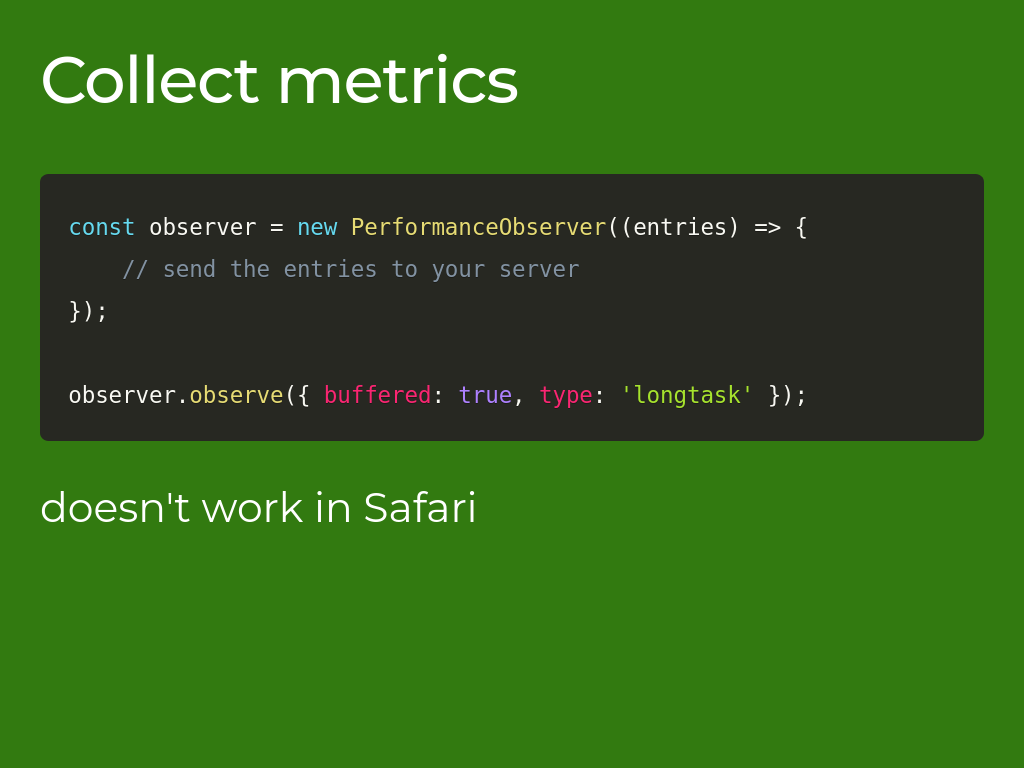 Collect metrics
const observer = new PerformanceObserver((entries) => {
    // send the entries to your server
});
observer.observe({ buffered: true, type: 'longtask' });
doesn't work in Safari